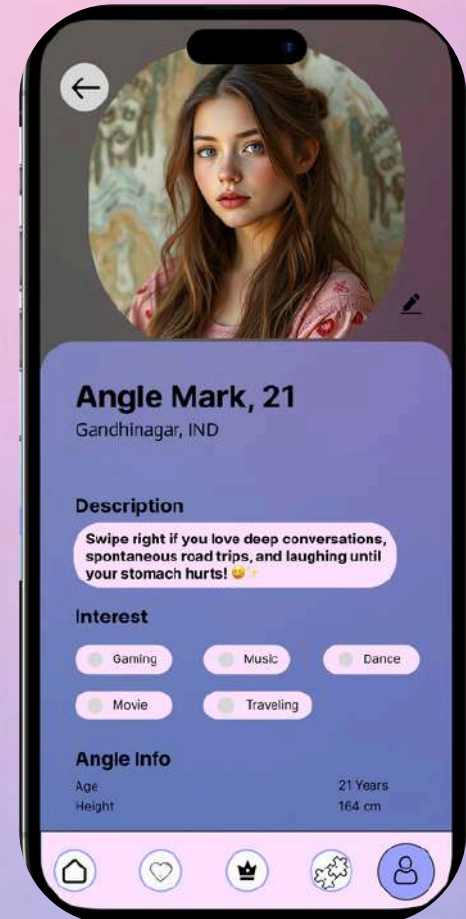 Angle Mark, 21
Gandhinagar, IND
Description
Swipe right if you love deep conversations,
spontaneous road trips, and laughing until
your stomach hurts! 😀✨
Interest
Gaming Music Dance
Movie Traveling
Angle Info
Age 21 Years
Height 164 cm